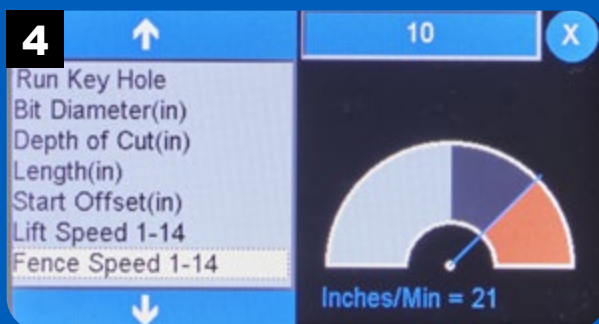 4
10
X
Run Key Hole
Bit Diameter(in)
Depth of Cut(in)
Length(in)
Start Offset(in)
Lift Speed 1-14
Fence Speed 1-14
Inches/Min = 21